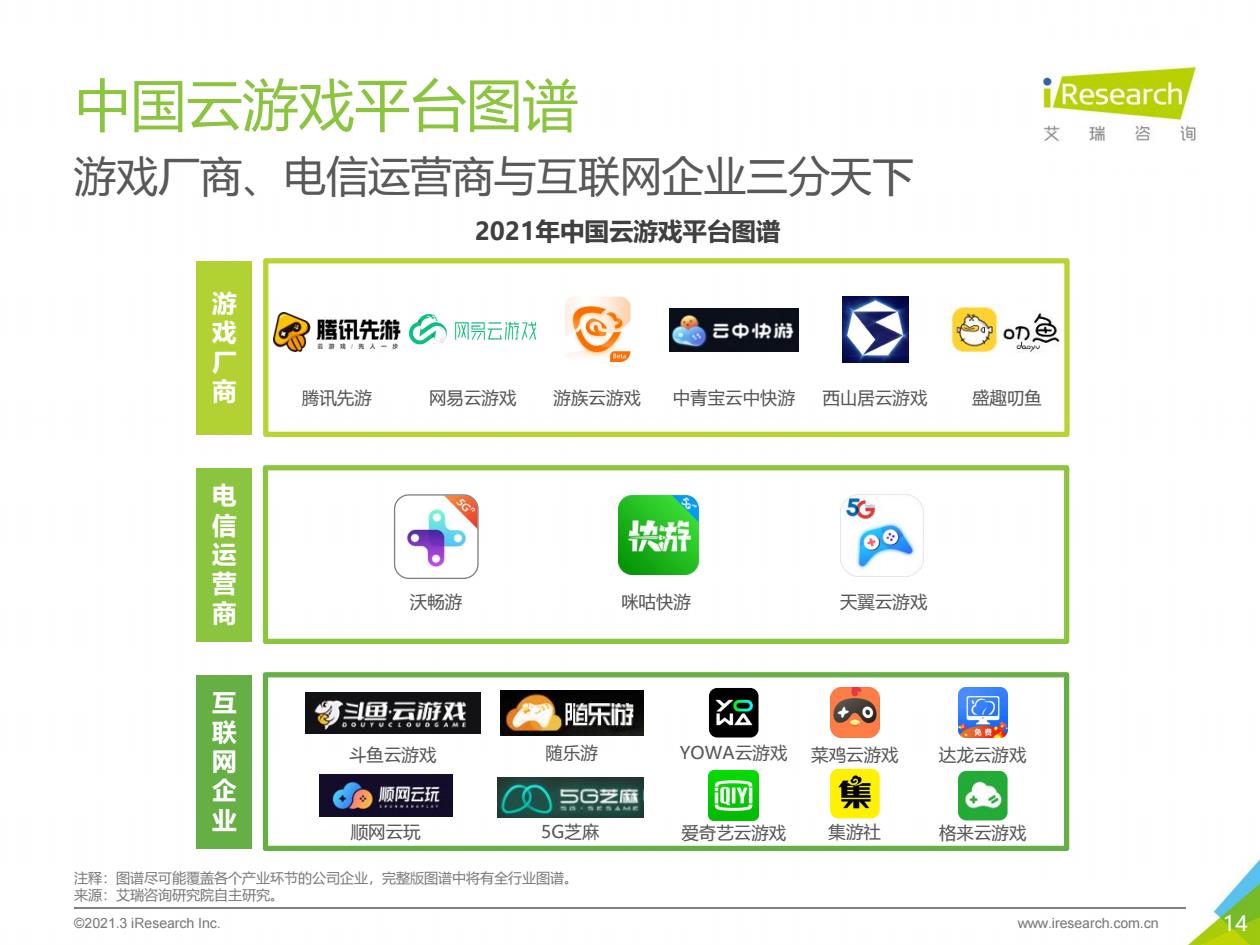 中国云游戏平台图谱
iResearch
艾瑞咨询
游戏厂商、电信运营商与互联网企业三分天下
2021年中国云游戏平台图谱
游戏厂商
腾讯先游
云游戏/先人一步
网易云游戏
Beta
云中快游
叨鱼
daoyu
腾讯先游 网易云游戏 游族云游戏 中青宝云中快游 西山居云游戏 盛趣叨鱼
电信运营商
5G
快游
5G
5G
沃畅游 咪咕快游 天翼云游戏
互联网企业
斗鱼·云游戏
DOUYUCLOUDGAME
随乐游
YOWA
免费
斗鱼云游戏 随乐游 YOWA云游戏 菜鸡云游戏 达龙云游戏
顺网云玩
SHUNWANGPLAY
5G芝麻
5G·SESAME
iQIY
集
顺网云玩 5G芝麻 爱奇艺云游戏 集游社 格来云游戏
注释：图谱尽可能覆盖各个产业环节的公司企业，完整版图谱中将有全行业图谱。
来源：艾瑞咨询研究院自主研究。
©2021.3 iResearch Inc.
www.iresearch.com.cn
14